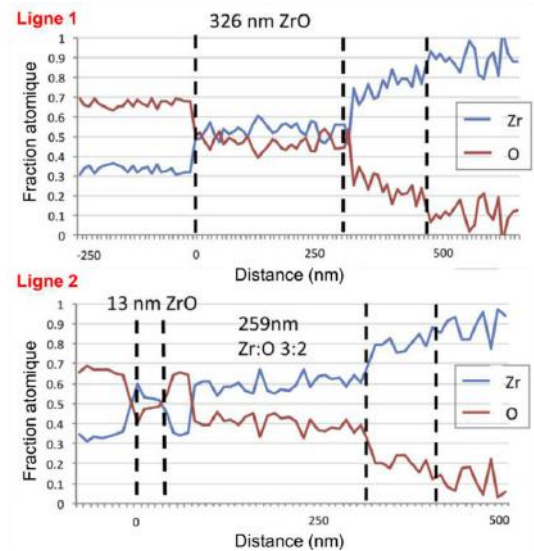 Ligne 1
326 nm ZrO
Fraction atomique
1
0.9
0.8
0.7
0.6
0.5
0.4
0.3
0.2
0.1
0
Zr
O
-250
0
250
500
Distance (nm)
Ligne 2
13 nm ZrO
259nm
Zr:O 3:2
Fraction atomique
1
0.9
0.8
0.7
0.6
0.5
0.4
0.3
0.2
0.1
0
Zr
O
0
250
500
Distance (nm)